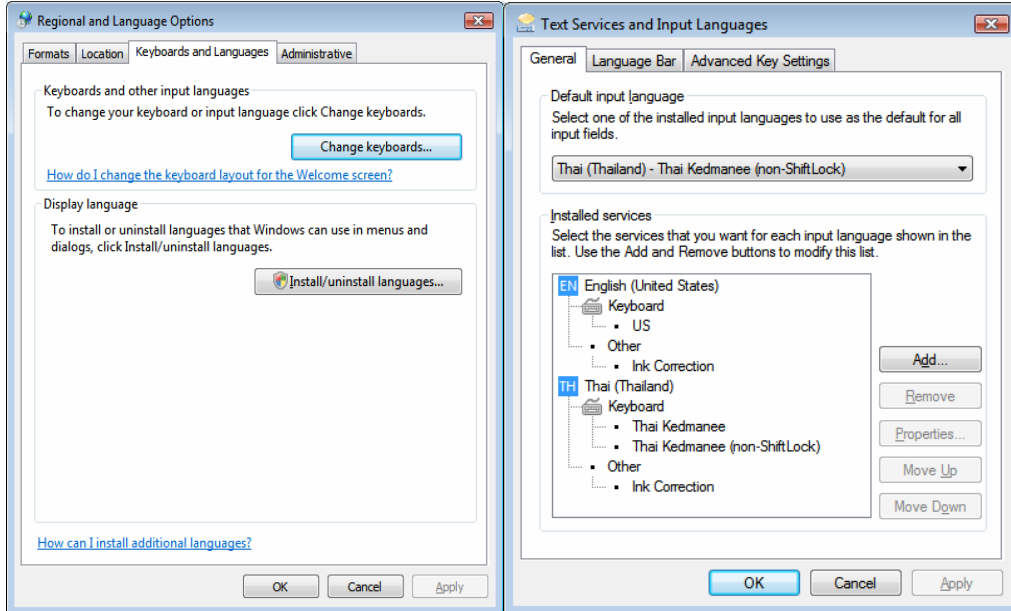 Regional and Language Options
Formats Location Keyboards and Languages Administrative
Keyboards and other input languages
To change your keyboard or input language click Change keyboards.
Change keyboards...
How do I change the keyboard layout for the Welcome screen?
Display language
To install or uninstall languages that Windows can use in menus and
dialogs, click Install/uninstall languages.
Install/uninstall languages...
How can I install additional languages?
OK Cancel Apply
Text Services and Input Languages
General Language Bar Advanced Key Settings
Default input language
Select one of the installed input languages to use as the default for all
input fields.
Thai (Thailand) - Thai Kedmanee (non-ShiftLock)
Installed services
Select the services that you want for each input language shown in the
list. Use the Add and Remove buttons to modify this list.
EN English (United States)
Keyboard
US
Other
Ink Correction
TH Thai (Thailand)
Keyboard
Thai Kedmanee
Thai Kedmanee (non-ShiftLock)
Other
Ink Correction
Add...
Remove
Properties...
Move Up
Move Down
OK Cancel Apply